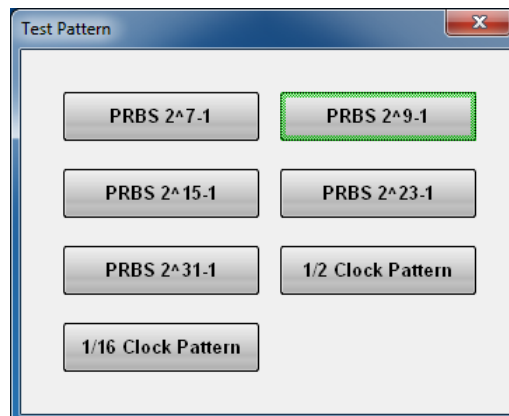 Test Pattern
PRBS 2^7-1
PRBS 2^9-1
PRBS 2^15-1
PRBS 2^23-1
PRBS 2^31-1
1/2 Clock Pattern
1/16 Clock Pattern